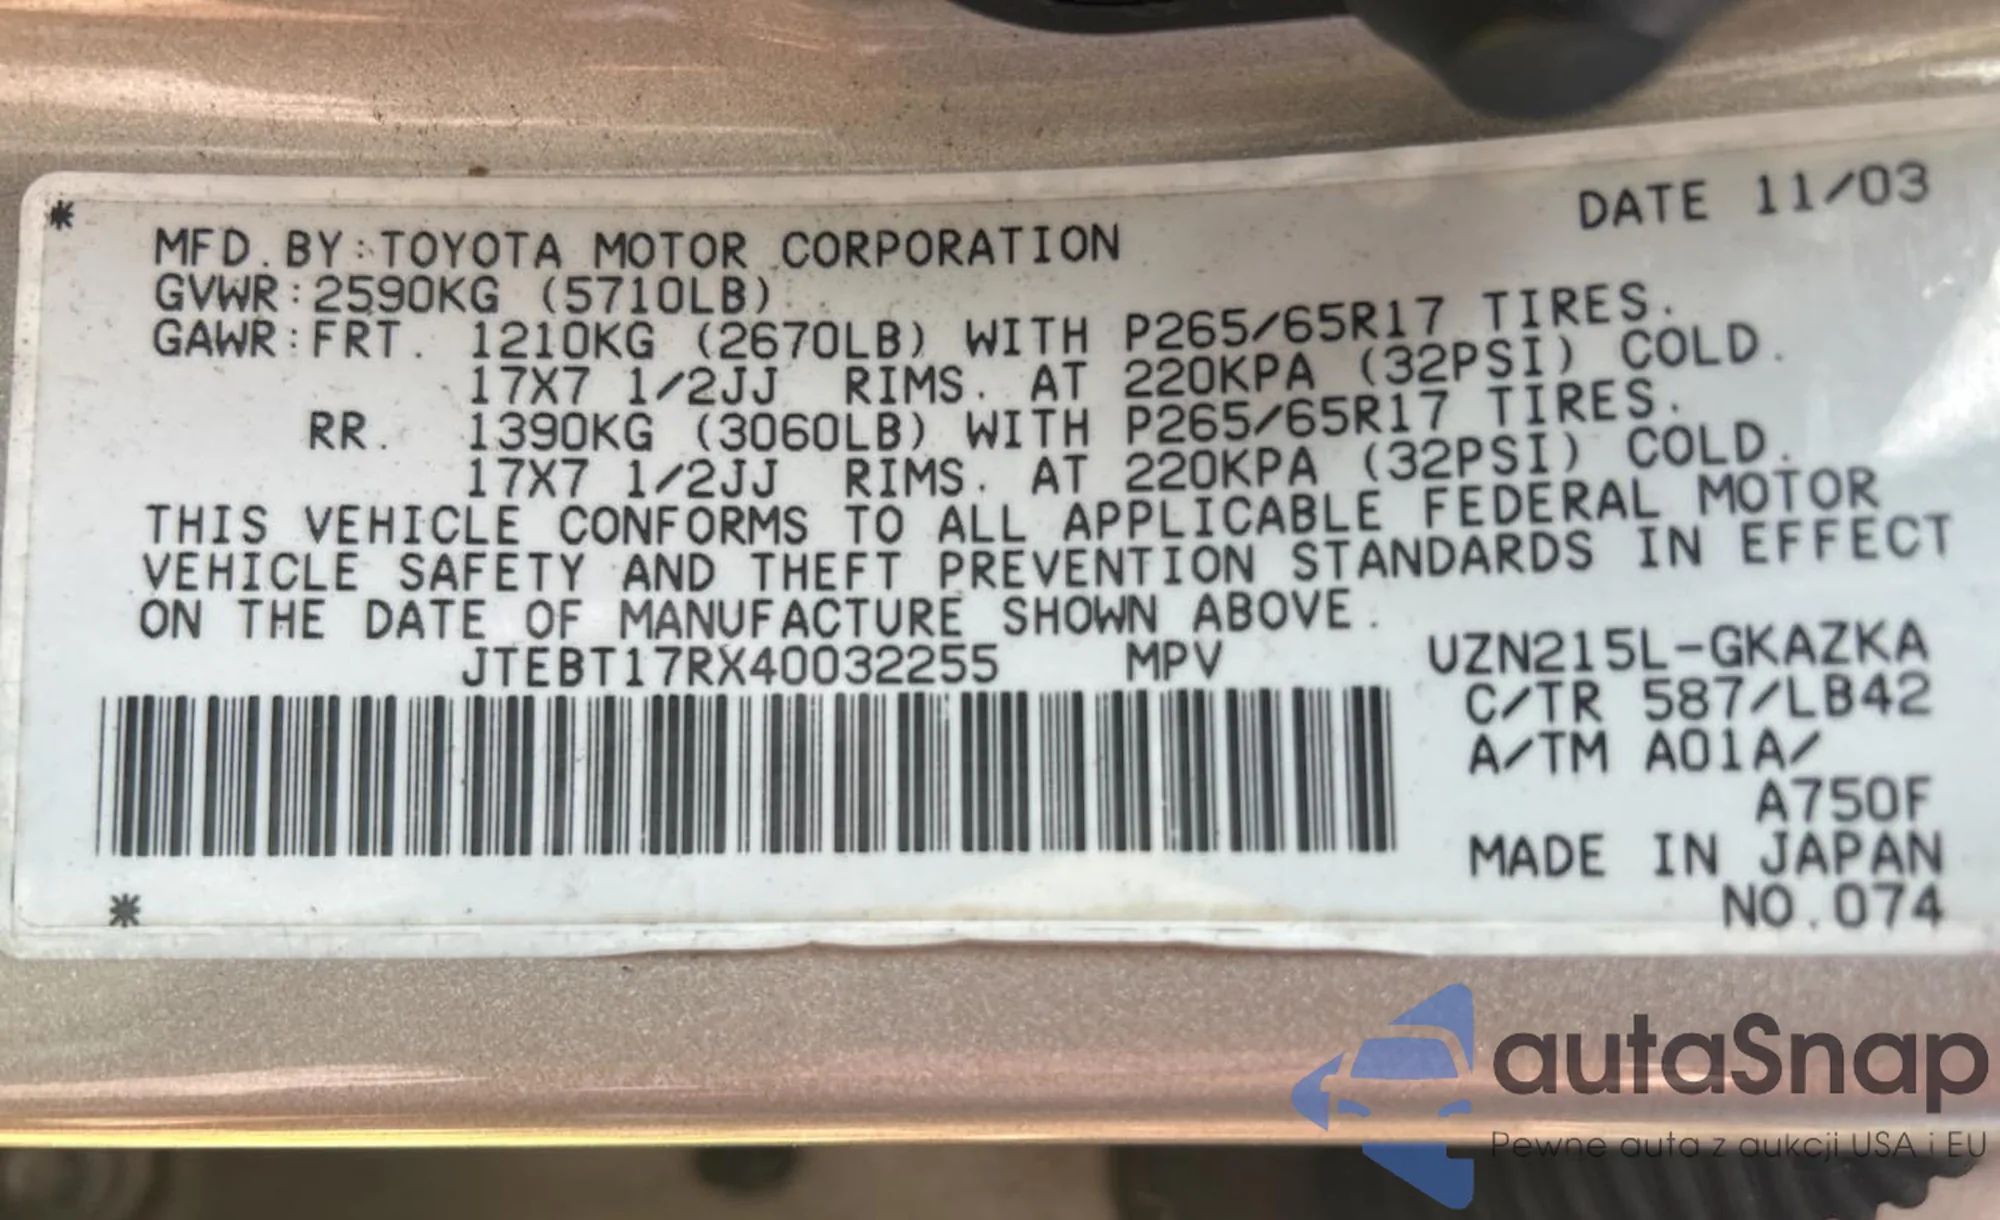 *
DATE 11/03
MFD.BY:TOYOTA MOTOR CORPORATION
GVWR:2590KG (5710LB)
GAWR:FRT. 1210KG (2670LB) WITH P265/65R17 TIRES.
17X7 1/2JJ RIMS. AT 220KPA (32PSI) COLD.
RR. 1390KG (3060LB) WITH P265/65R17 TIRES.
17X7 1/2JJ RIMS. AT 220KPA (32PSI) COLD.
THIS VEHICLE CONFORMS TO ALL APPLICABLE FEDERAL MOTOR
VEHICLE SAFETY AND THEFT PREVENTION STANDARDS IN EFFECT
ON THE DATE OF MANUFACTURE SHOWN ABOVE.
JTEBT17RX40032255 MPV UZN215L-GKAZKA
C/TR 587/LB42
A/TM A01A/
A750F
MADE IN JAPAN
* NO.074
autaSnap
Pewne auta z aukcji USA i EU